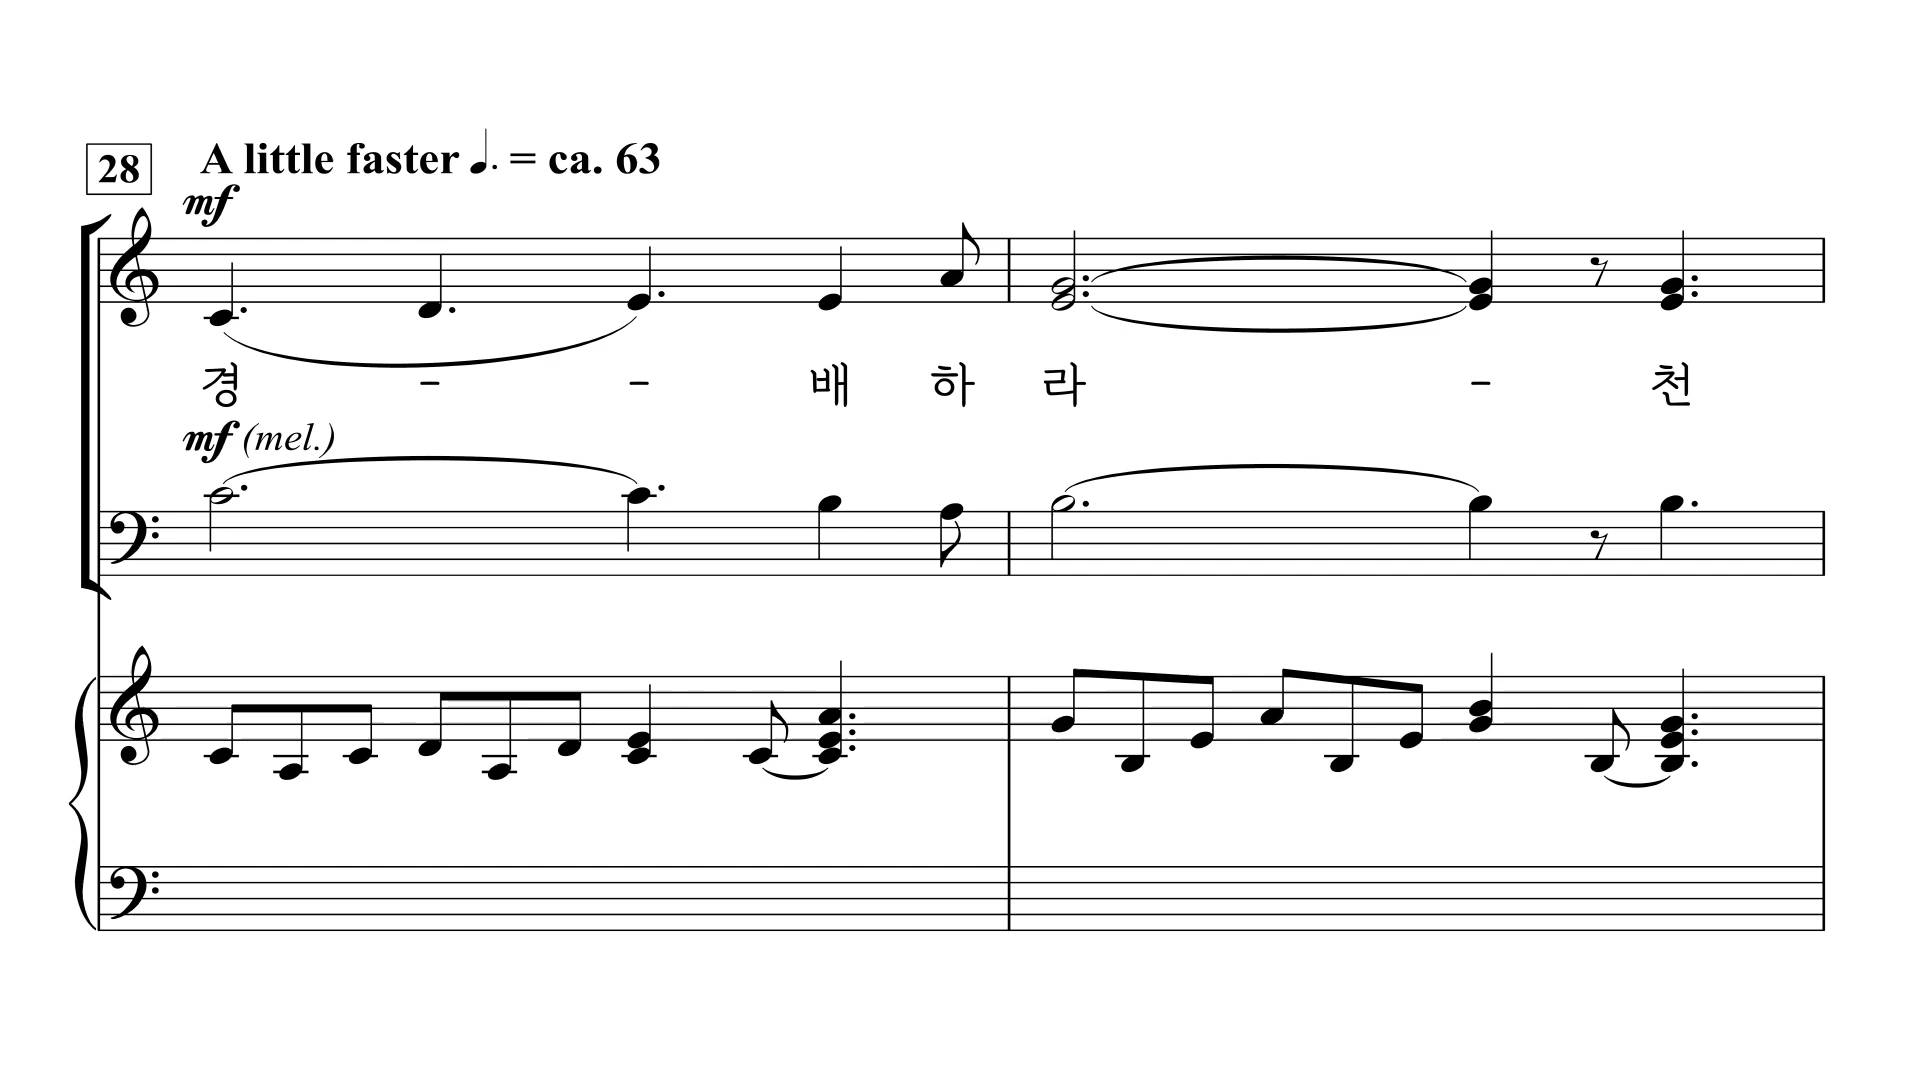 28 A little faster ♩. = ca. 63
mf
경 - - 배 하 라 - 천
mf (mel.)